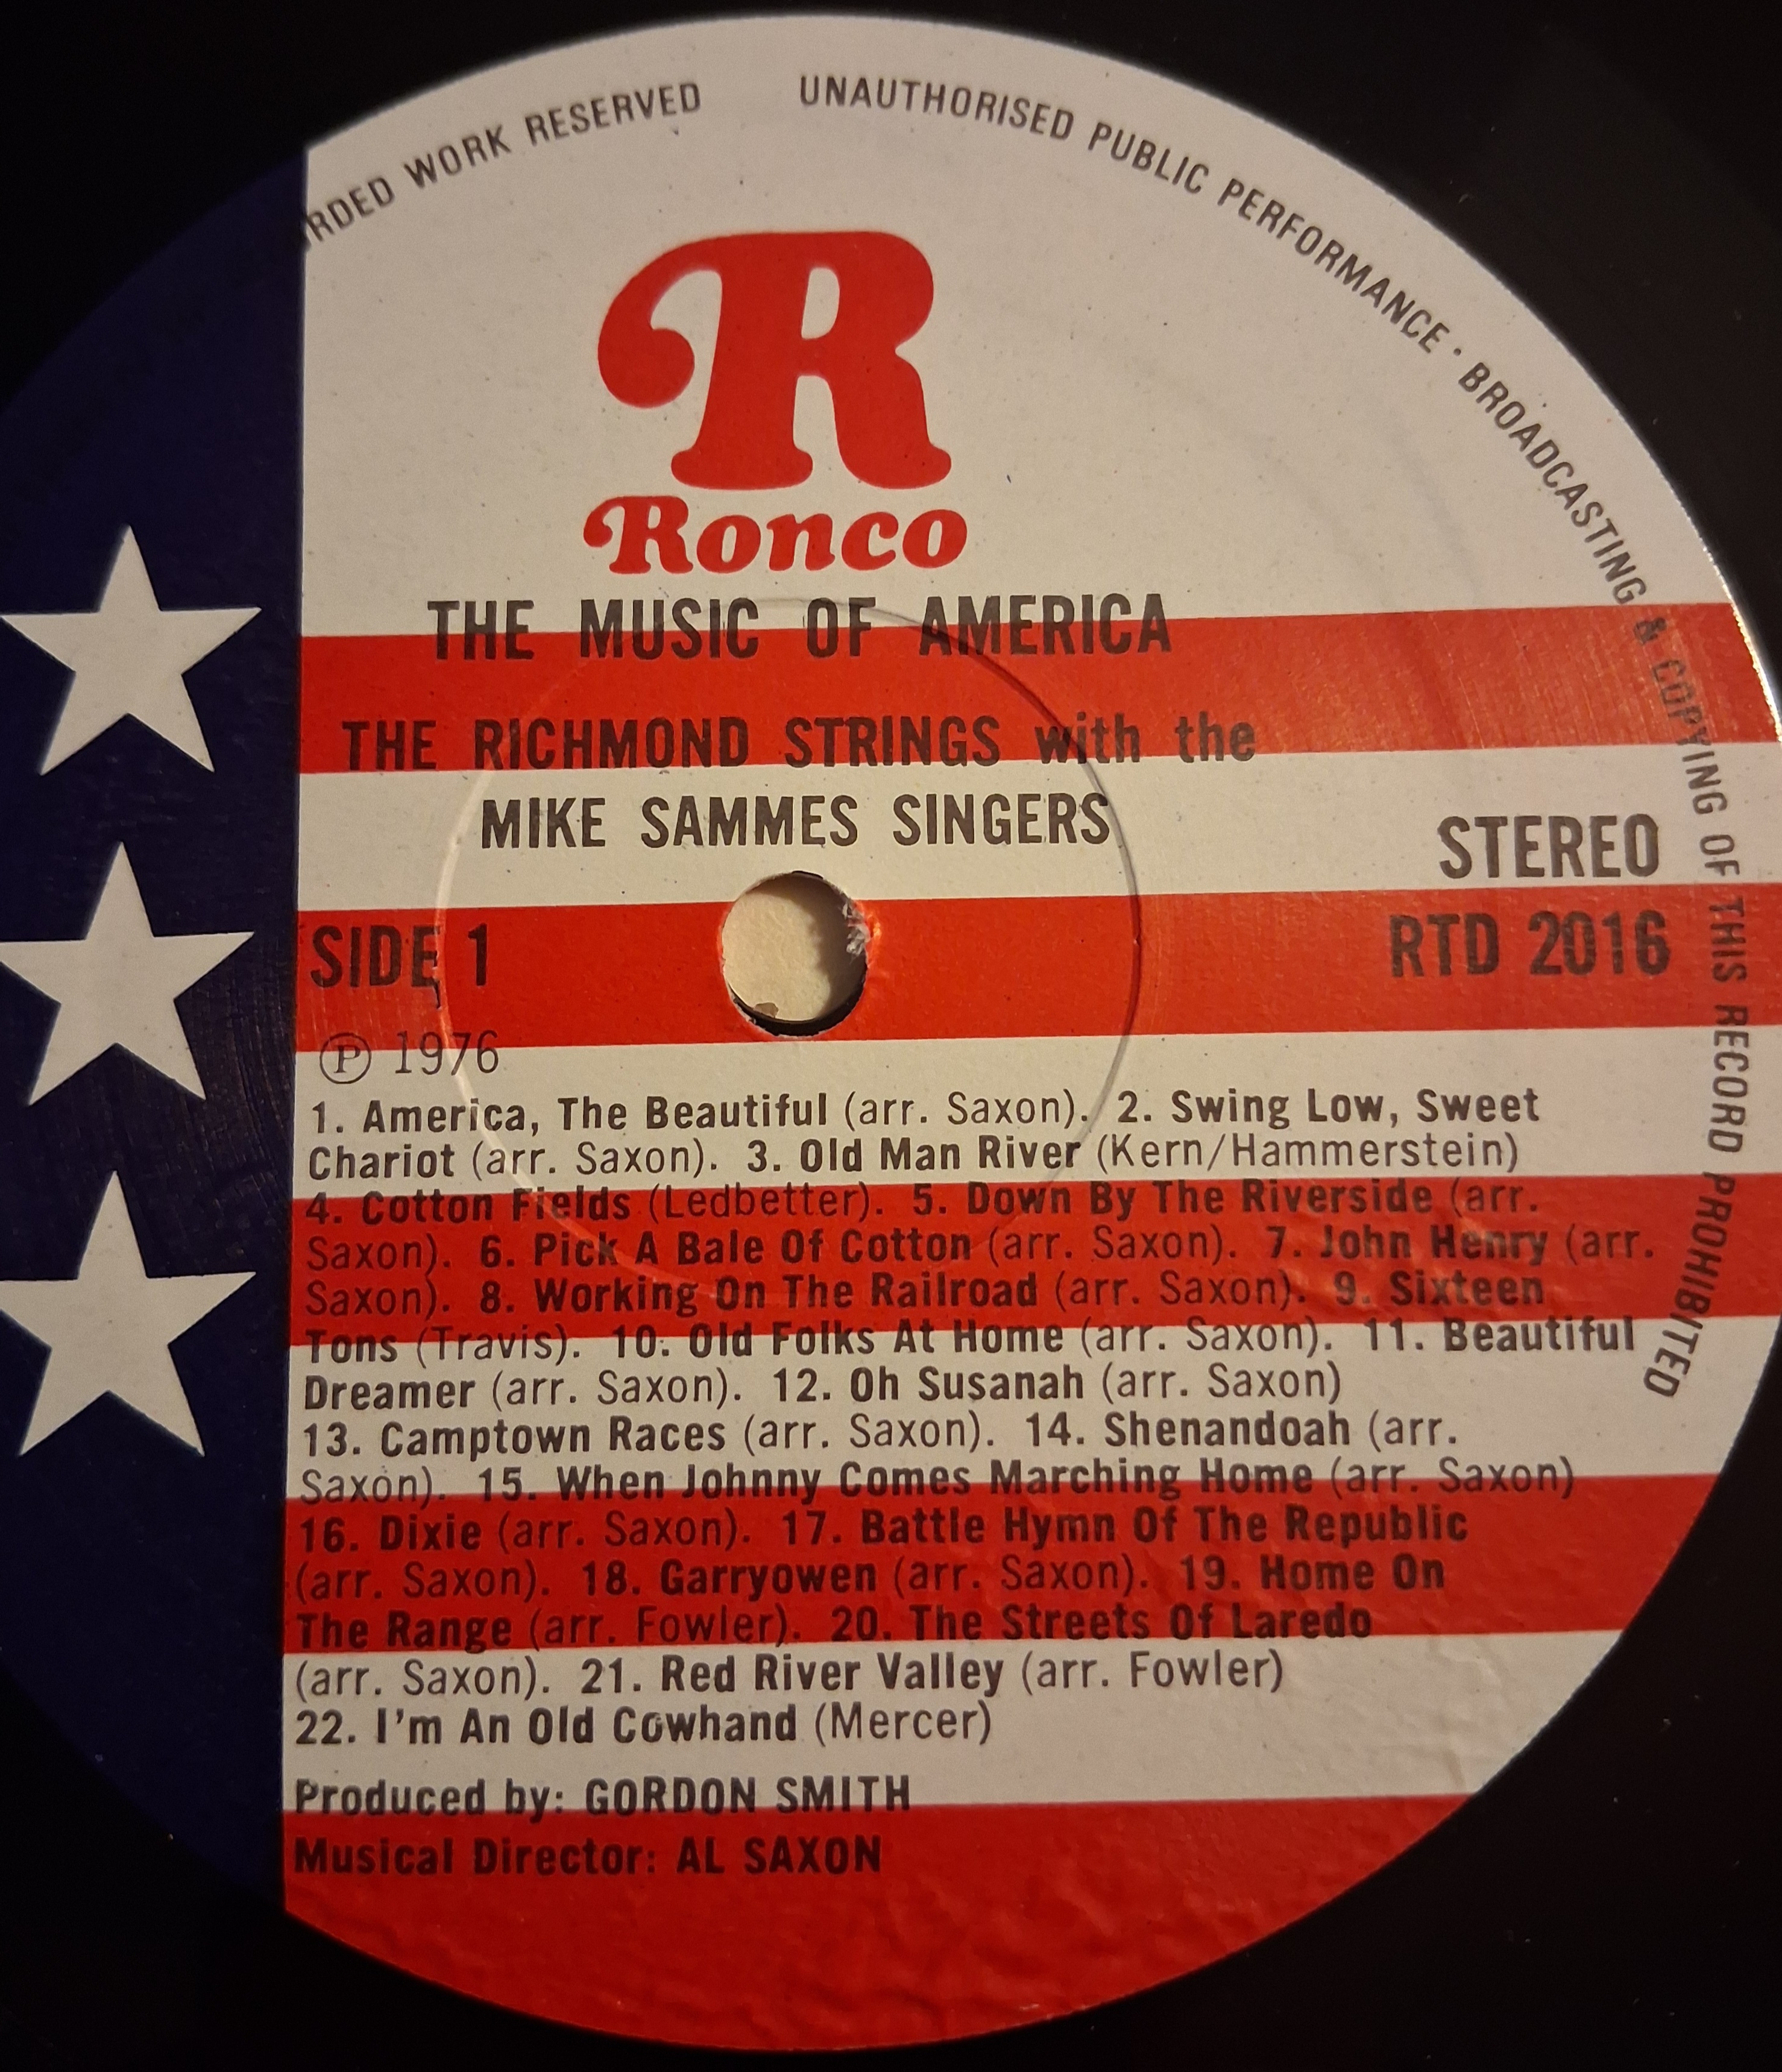 WORK RESERVED
UNAUTHORISED PUBLIC PERFORMANCE · BROADCASTING & COPYING OF THIS RECORD PROHIBITED
R
Ronco
THE MUSIC OF AMERICA
THE RICHMOND STRINGS with the
MIKE SAMMES SINGERS
STEREO
SIDE 1
RTD 2016
Ⓟ 1976
1. America, The Beautiful (arr. Saxon). 2. Swing Low, Sweet
Chariot (arr. Saxon). 3. Old Man River (Kern/Hammerstein)
4. Cotton Fields (Ledbetter). 5. Down By The Riverside (arr.
Saxon). 6. Pick A Bale Of Cotton (arr. Saxon). 7. John Henry (arr.
Saxon). 8. Working On The Railroad (arr. Saxon). 9. Sixteen
Tons (Travis). 10. Old Folks At Home (arr. Saxon). 11. Beautiful
Dreamer (arr. Saxon). 12. Oh Susanah (arr. Saxon)
13. Camptown Races (arr. Saxon). 14. Shenandoah (arr.
Saxon). 15. When Johnny Comes Marching Home (arr. Saxon)
16. Dixie (arr. Saxon). 17. Battle Hymn Of The Republic
(arr. Saxon). 18. Garryowen (arr. Saxon). 19. Home On
The Range (arr. Fowler). 20. The Streets Of Laredo
(arr. Saxon). 21. Red River Valley (arr. Fowler)
22. I'm An Old Cowhand (Mercer)
Produced by: GORDON SMITH
Musical Director: AL SAXON